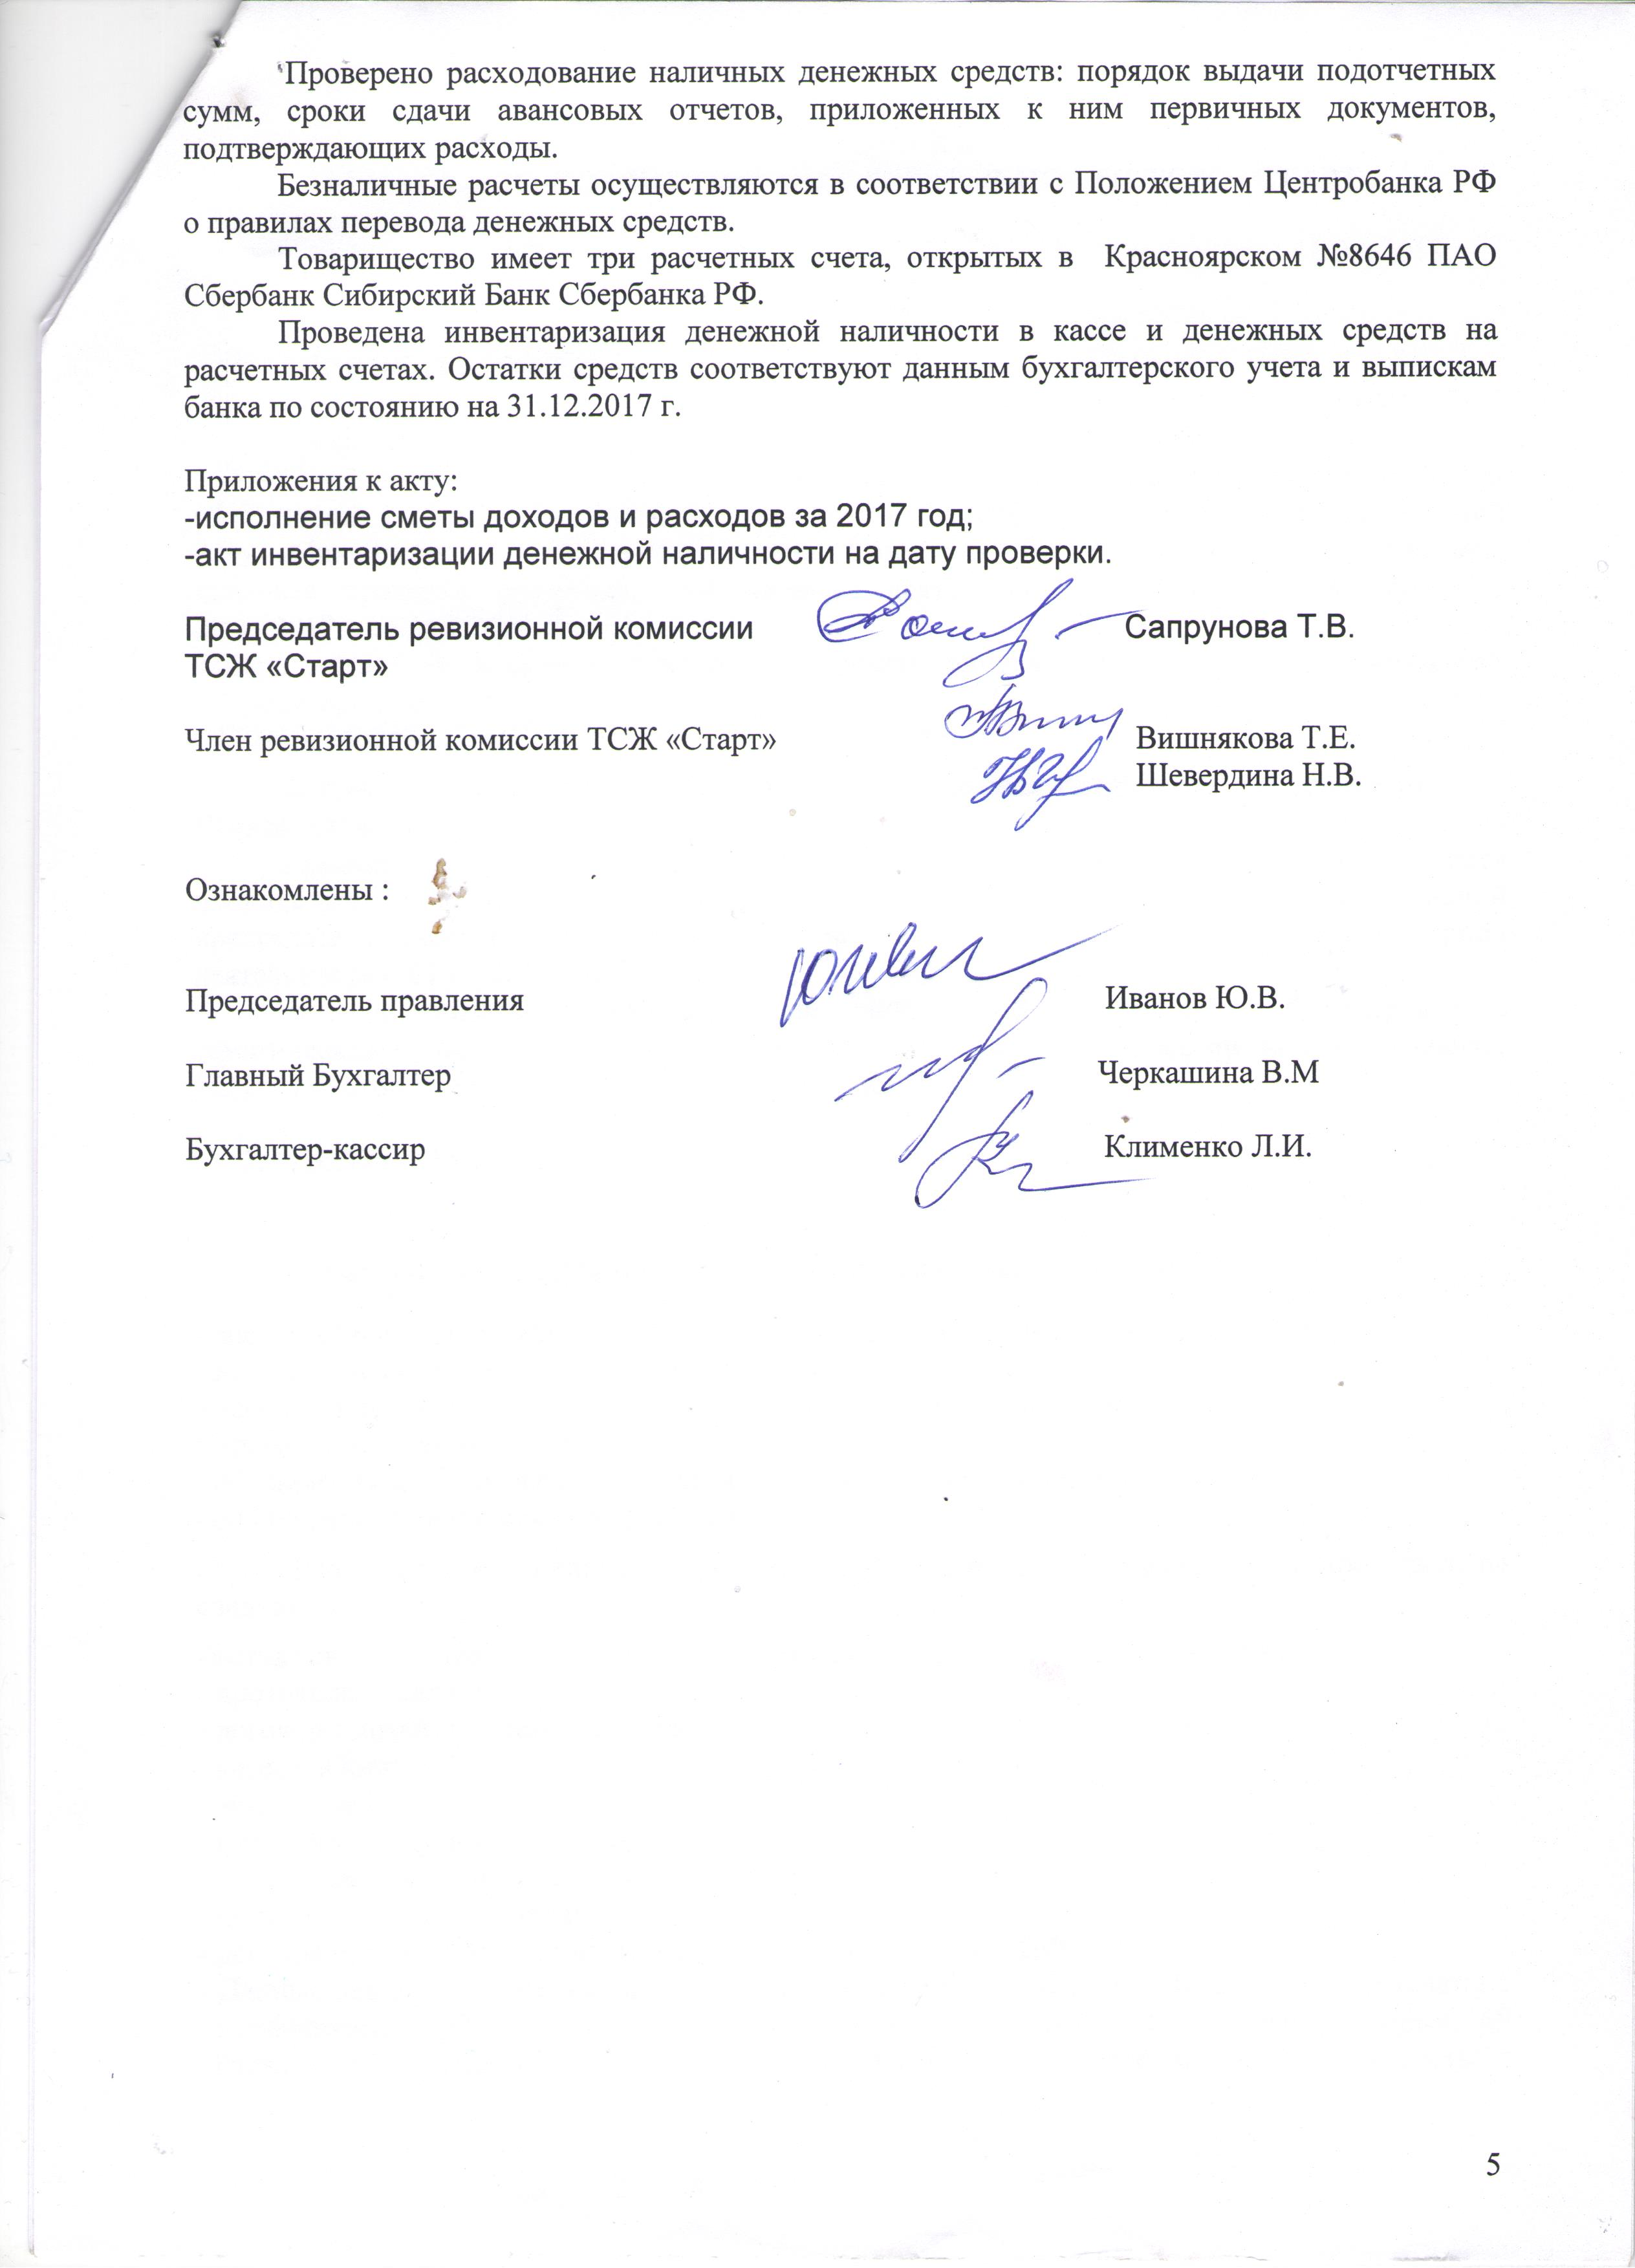 Проверено расходование наличных денежных средств: порядок выдачи подотчетных
сумм, сроки сдачи авансовых отчетов, приложенных к ним первичных документов,
подтверждающих расходы.
Безналичные расчеты осуществляются в соответствии с Положением Центробанка РФ
о правилах перевода денежных средств.
Товарищество имеет три расчетных счета, открытых в Красноярском №8646 ПАО
Сбербанк Сибирский Банк Сбербанка РФ.
Проведена инвентаризация денежной наличности в кассе и денежных средств на
расчетных счетах. Остатки средств соответствуют данным бухгалтерского учета и выпискам
банка по состоянию на 31.12.2017 г.
Приложения к акту:
-исполнение сметы доходов и расходов за 2017 год;
-акт инвентаризации денежной наличности на дату проверки.
Председатель ревизионной комиссии Сапрунова Т.В.
ТСЖ «Старт»
Член ревизионной комиссии ТСЖ «Старт» Вишнякова Т.Е.
Шевердина Н.В.
Ознакомлены :
Председатель правления Иванов Ю.В.
Главный Бухгалтер Черкашина В.М
Бухгалтер-кассир Клименко Л.И.
5